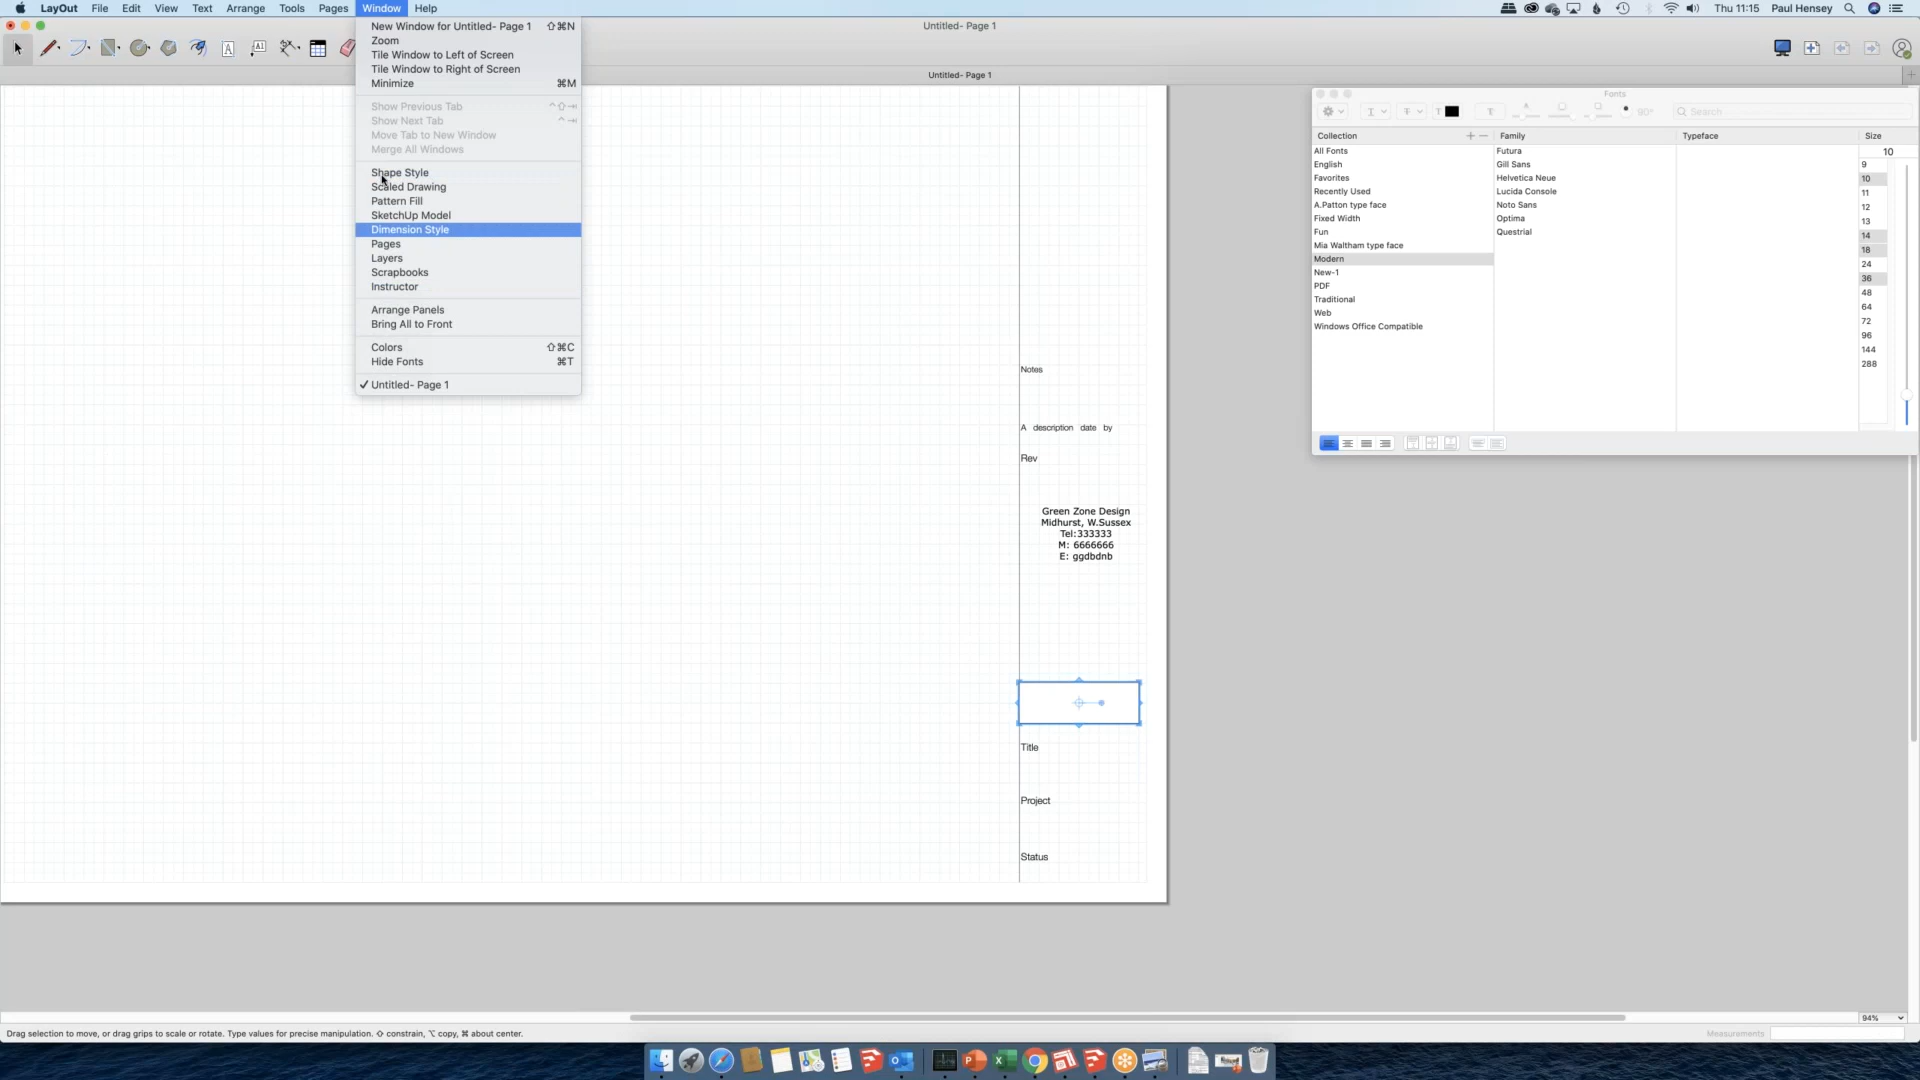 LayOut File Edit View Text Arrange Tools Pages Window Help
Thu 11:15 Paul Hensey
Untitled- Page 1
Untitled- Page 1
New Window for Untitled- Page 1 ⇧⌘N
Zoom
Tile Window to Left of Screen
Tile Window to Right of Screen
Minimize ⌘M
Show Previous Tab ^⇧⇥
Show Next Tab ^⇥
Move Tab to New Window
Merge All Windows
Shape Style
Scaled Drawing
Pattern Fill
SketchUp Model
Dimension Style
Pages
Layers
Scrapbooks
Instructor
Arrange Panels
Bring All to Front
Colors ⇧⌘C
Hide Fonts ⌘T
✓ Untitled- Page 1
Fonts
90°
Search
Collection Family Typeface Size
10
All Fonts
English
Favorites
Recently Used
A.Patton type face
Fixed Width
Fun
Mia Waltham type face
Modern
New-1
PDF
Traditional
Web
Windows Office Compatible
Futura
Gill Sans
Helvetica Neue
Lucida Console
Noto Sans
Optima
Questrial
9
10
11
12
13
14
18
24
36
48
64
72
96
144
288
Notes
A description date by
Rev
Green Zone Design
Midhurst, W.Sussex
Tel:333333
M: 6666666
E: ggdbdnb
Title
Project
Status
94%
Drag selection to move, or drag grips to scale or rotate. Type values for precise manipulation. ⇧ constrain, ⌥ copy, ⌘ about center.
Measurements